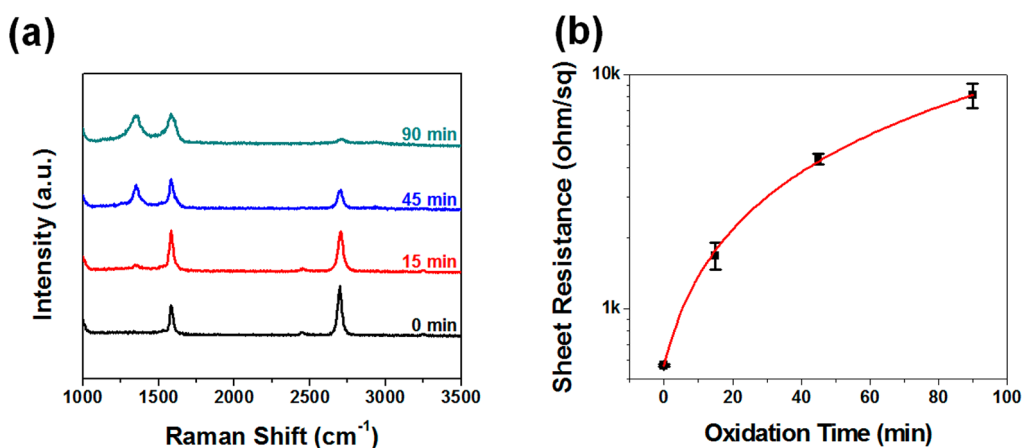 (a)
Intensity (a.u.)
90 min
45 min
15 min
0 min
1000 1500 2000 2500 3000 3500
Raman Shift (cm⁻¹)
(b)
Sheet Resistance (ohm/sq)
10k
1k
0 20 40 60 80 100
Oxidation Time (min)